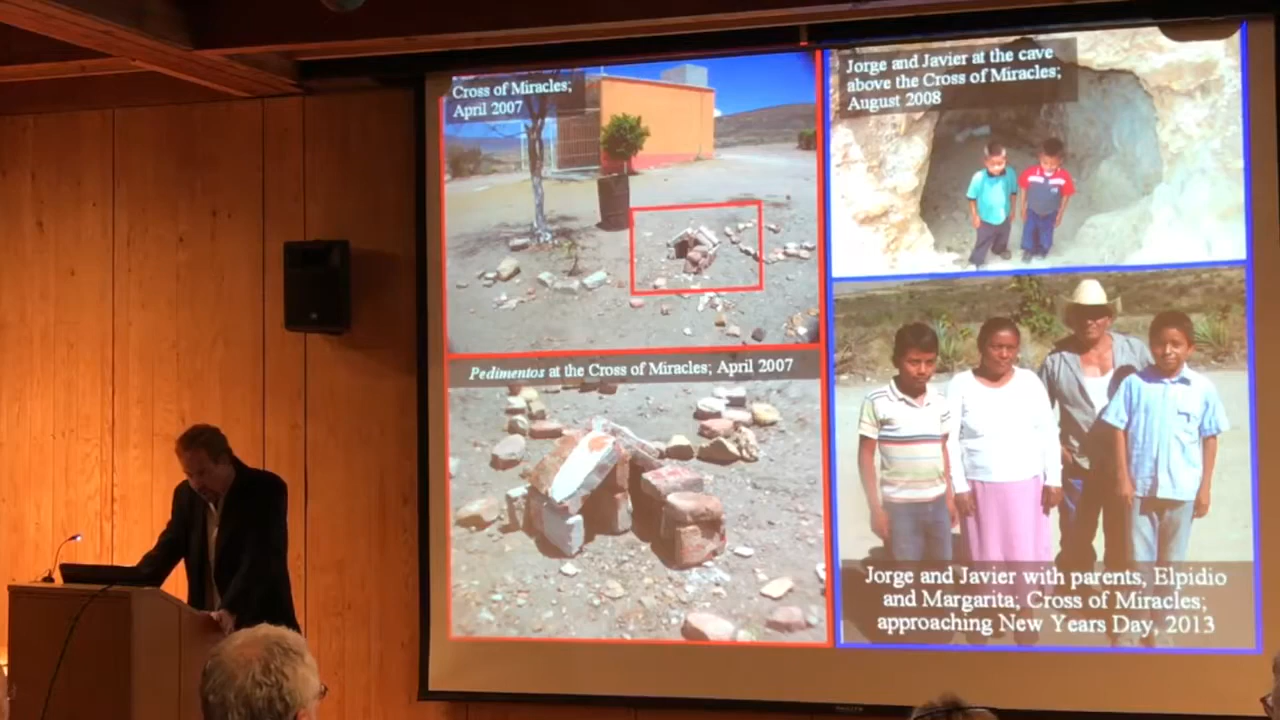 Cross of Miracles;
April 2007
Pedimentos at the Cross of Miracles; April 2007
Jorge and Javier at the cave
above the Cross of Miracles;
August 2008
Jorge and Javier with parents, Elpidio
and Margarita; Cross of Miracles;
approaching New Years Day, 2013